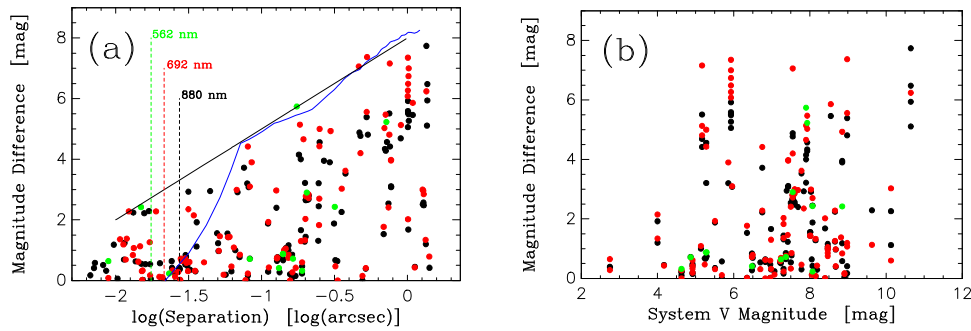 (a)
562 nm
692 nm
880 nm
Magnitude Difference [mag]
0
2
4
6
8
−2
−1.5
−1
−0.5
0
log(Separation) [log(arcsec)]
(b)
Magnitude Difference [mag]
0
2
4
6
8
2
4
6
8
10
12
System V Magnitude [mag]